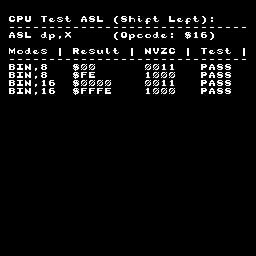 CPU Test ASL (Shift Left):
ASL dp,X (Opcode: $16)
Modes | Result | NVZC | Test |
BIN,8 $00 0011 PASS
BIN,8 $FE 1000 PASS
BIN,16 $0000 0011 PASS
BIN,16 $FFFE 1000 PASS